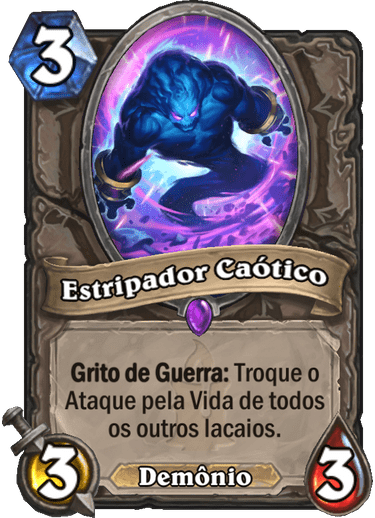 3
Estripador Caótico
Grito de Guerra: Troque o
Ataque pela Vida de todos
os outros lacaios.
3
Demônio
3